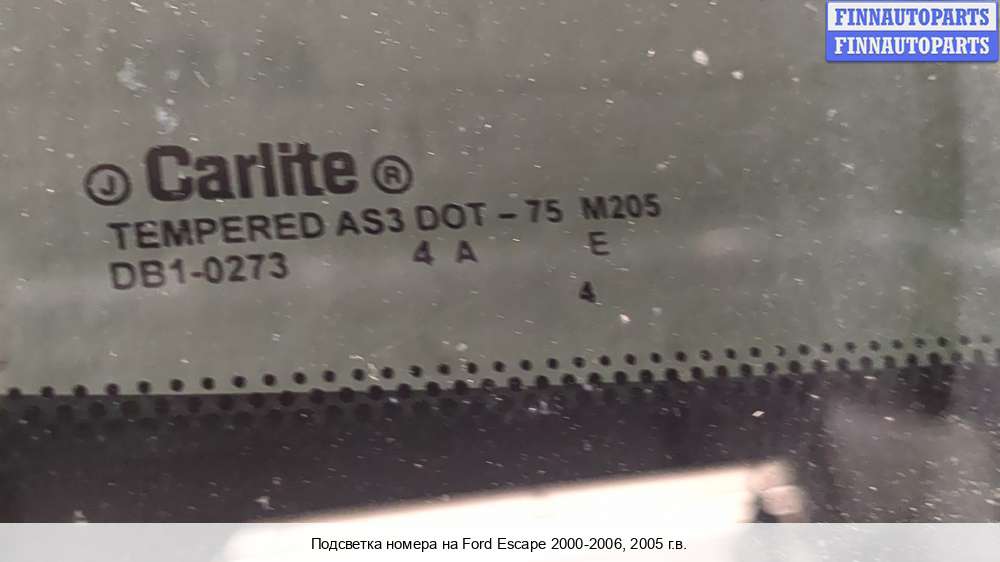 FINNAUTOPARTS
FINNAUTOPARTS
J Carlite ®
TEMPERED AS3 DOT – 75 M205
DB1-0273 4 A E
4
Подсветка номера на Ford Escape 2000-2006, 2005 г.в.